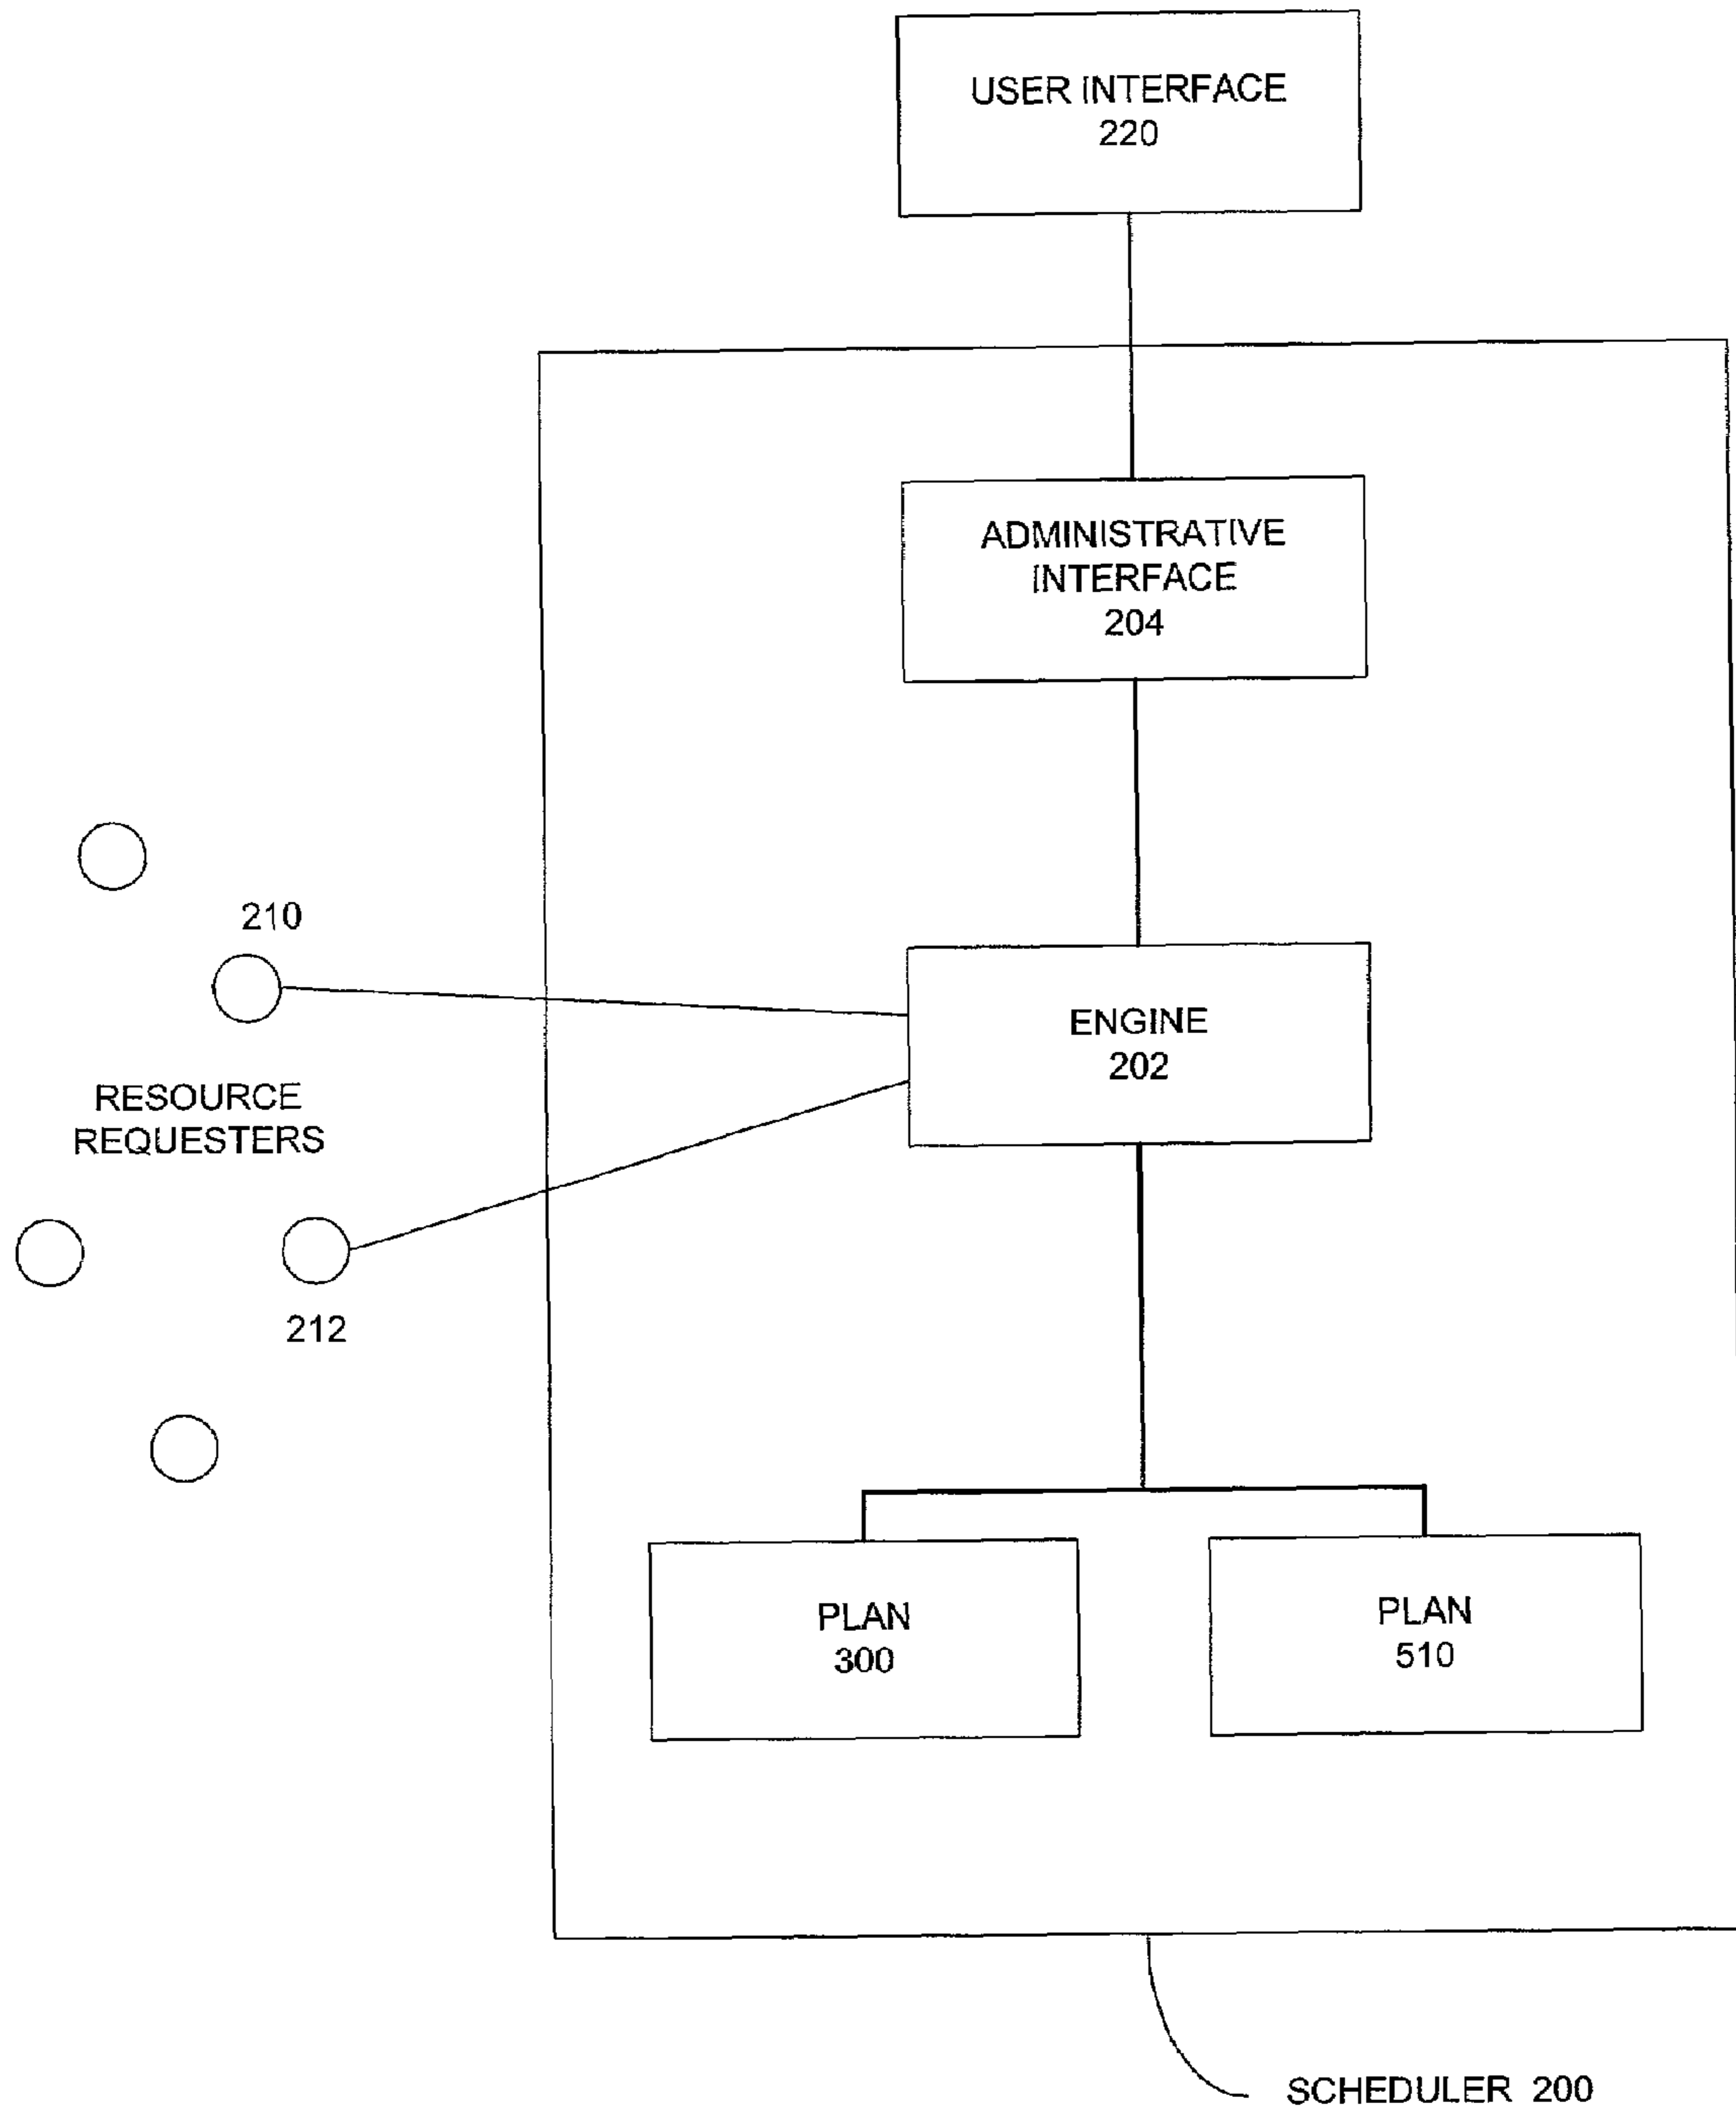 USER INTERFACE
220
ADMINISTRATIVE
INTERFACE
204
210
ENGINE
202
RESOURCE
REQUESTERS
212
PLAN
300
PLAN
510
SCHEDULER 200